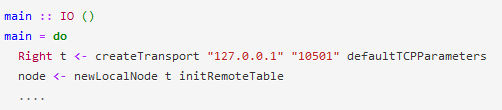 main :: IO ()
main = do
  Right t <- createTransport "127.0.0.1" "10501" defaultTCPParameters
  node <- newLocalNode t initRemoteTable
  ....